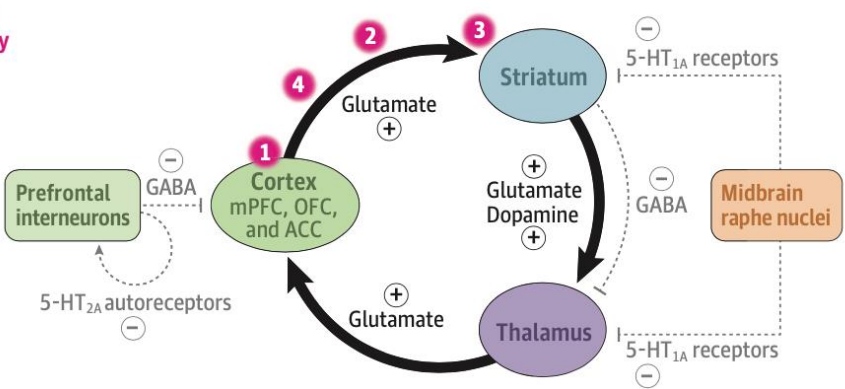 y
1
2
3
4
Glutamate
+
Striatum
−
5-HT1A receptors
Prefrontal
interneurons
−
GABA
Cortex
mPFC, OFC,
and ACC
+
Glutamate
Dopamine
+
−
GABA
Midbrain
raphe nuclei
5-HT2A autoreceptors
−
+
Glutamate
Thalamus
5-HT1A receptors
−